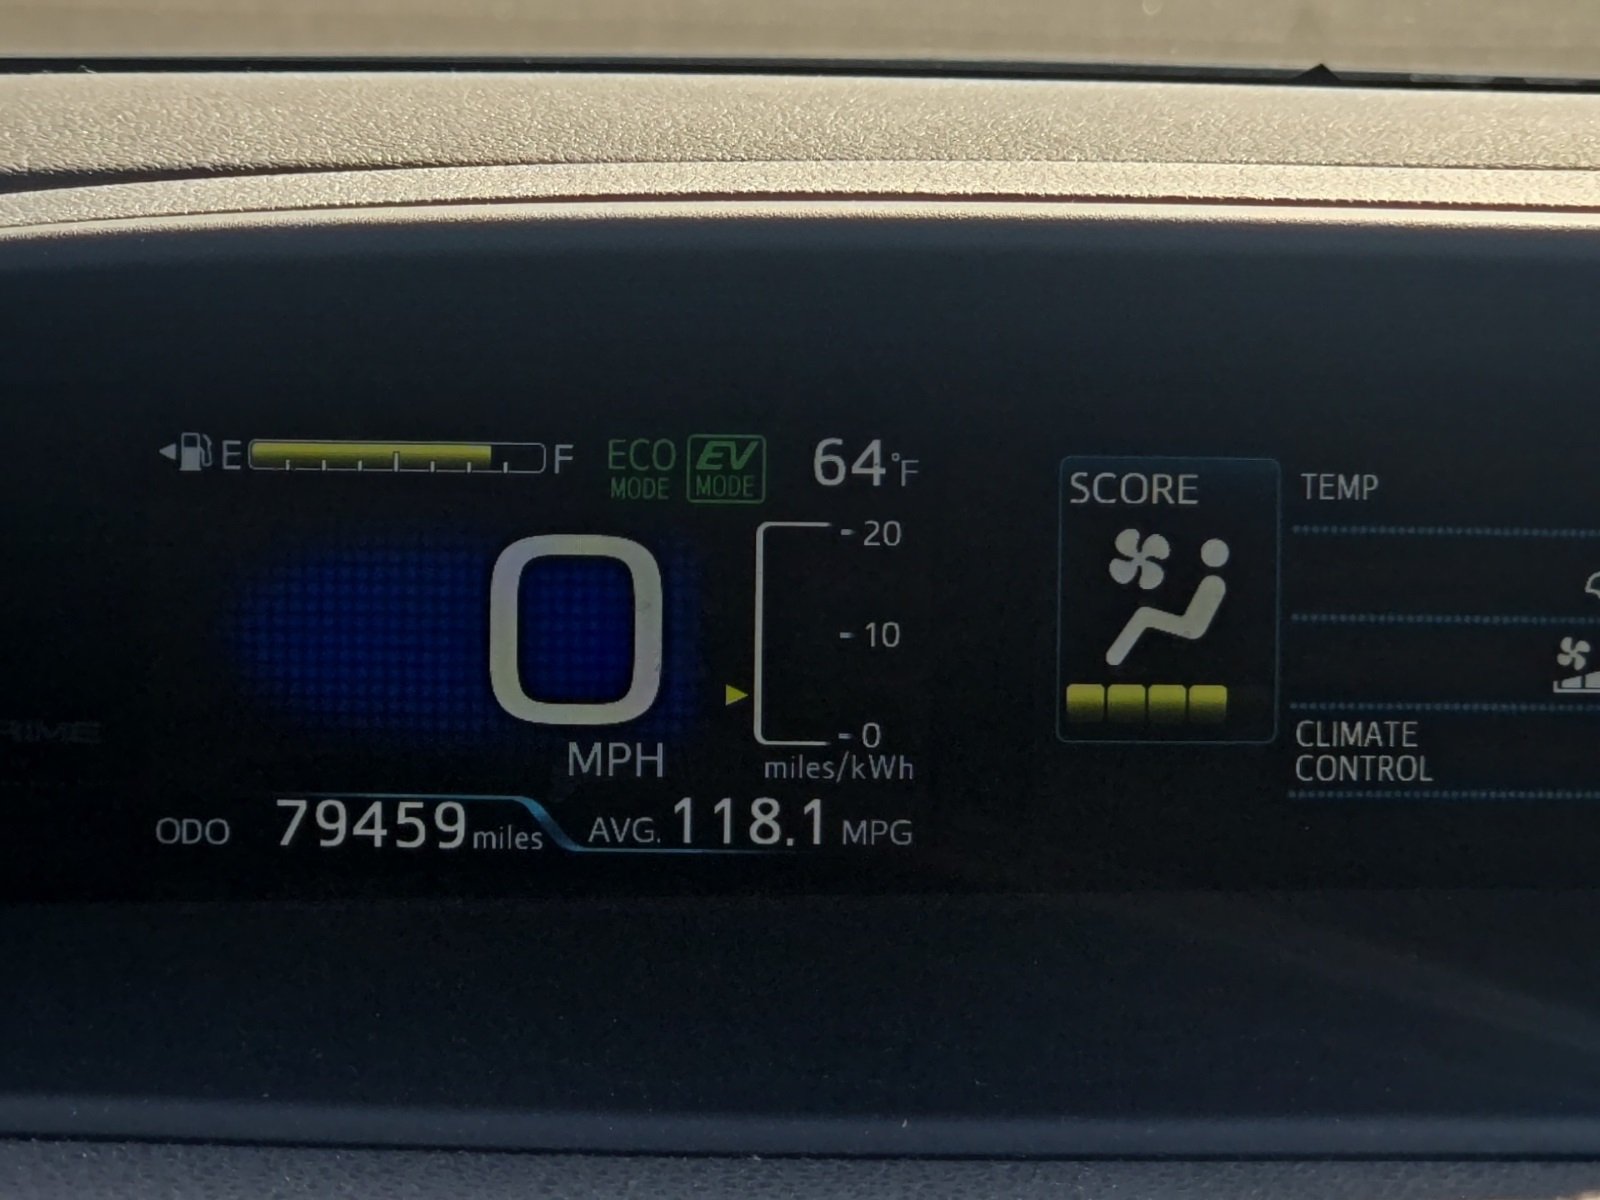 E F ECO MODE EV MODE 64°F
20
10
0
0
MPH
miles/kWh
ODO 79459 miles AVG. 118.1 MPG
SCORE
TEMP
CLIMATE
CONTROL